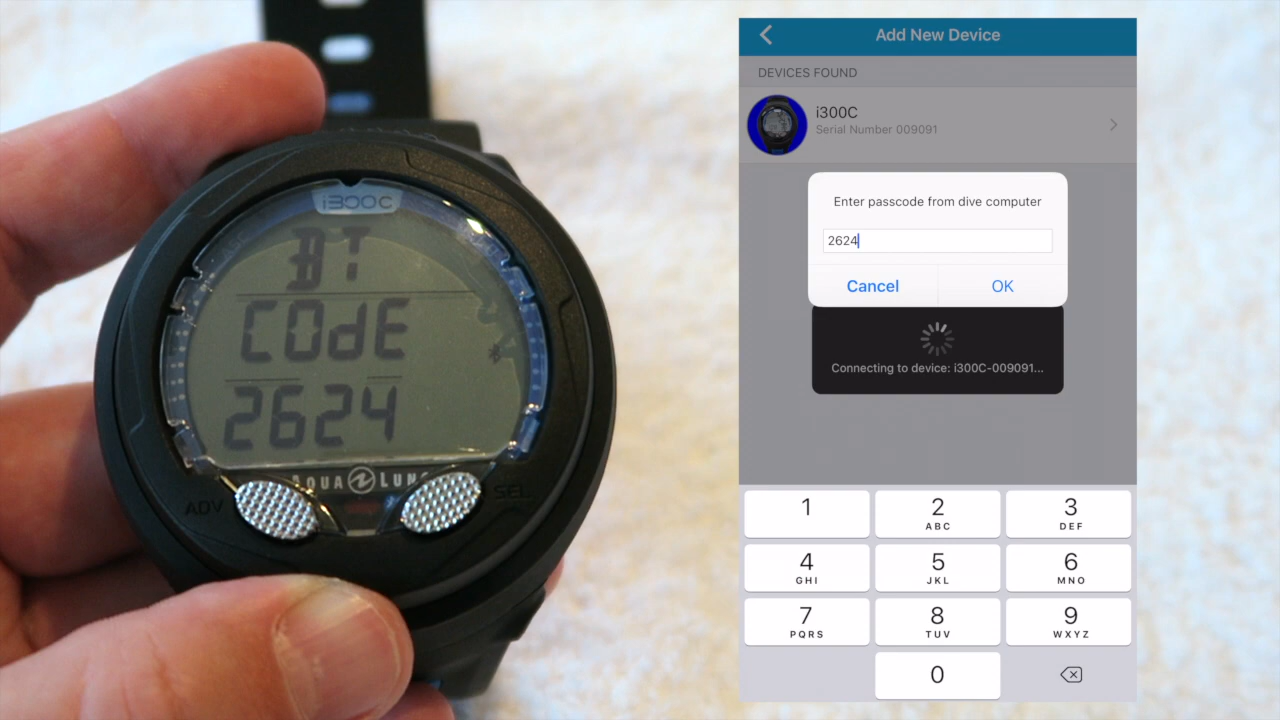 i300C
BT
CODE
2624
AQUA LUNG
ADV
SEL
Add New Device
DEVICES FOUND
i300C
Serial Number 009091
Enter passcode from dive computer
2624
Cancel OK
Connecting to device: i300C-009091...
1 2 3
ABC DEF
4 5 6
GHI JKL MNO
7 8 9
PQRS TUV WXYZ
0